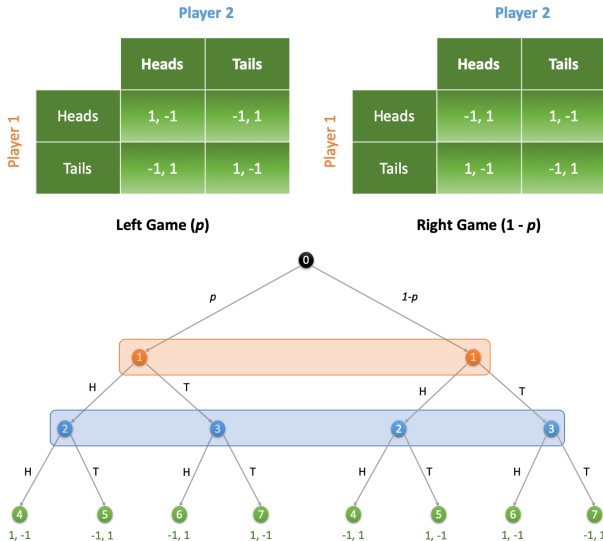 Player 2
Player 2
Heads Tails
Heads Tails
Player 1
Heads 1, -1 -1, 1
Tails -1, 1 1, -1
Player 1
Heads -1, 1 1, -1
Tails 1, -1 -1, 1
Left Game (p)
Right Game (1 - p)
0
p
1-p
1
1
H
T
H
T
2
3
2
3
H
T
H
T
H
T
H
T
4
5
6
7
4
5
6
7
1, -1
-1, 1
-1, 1
1, -1
-1, 1
1, -1
1, -1
-1, 1